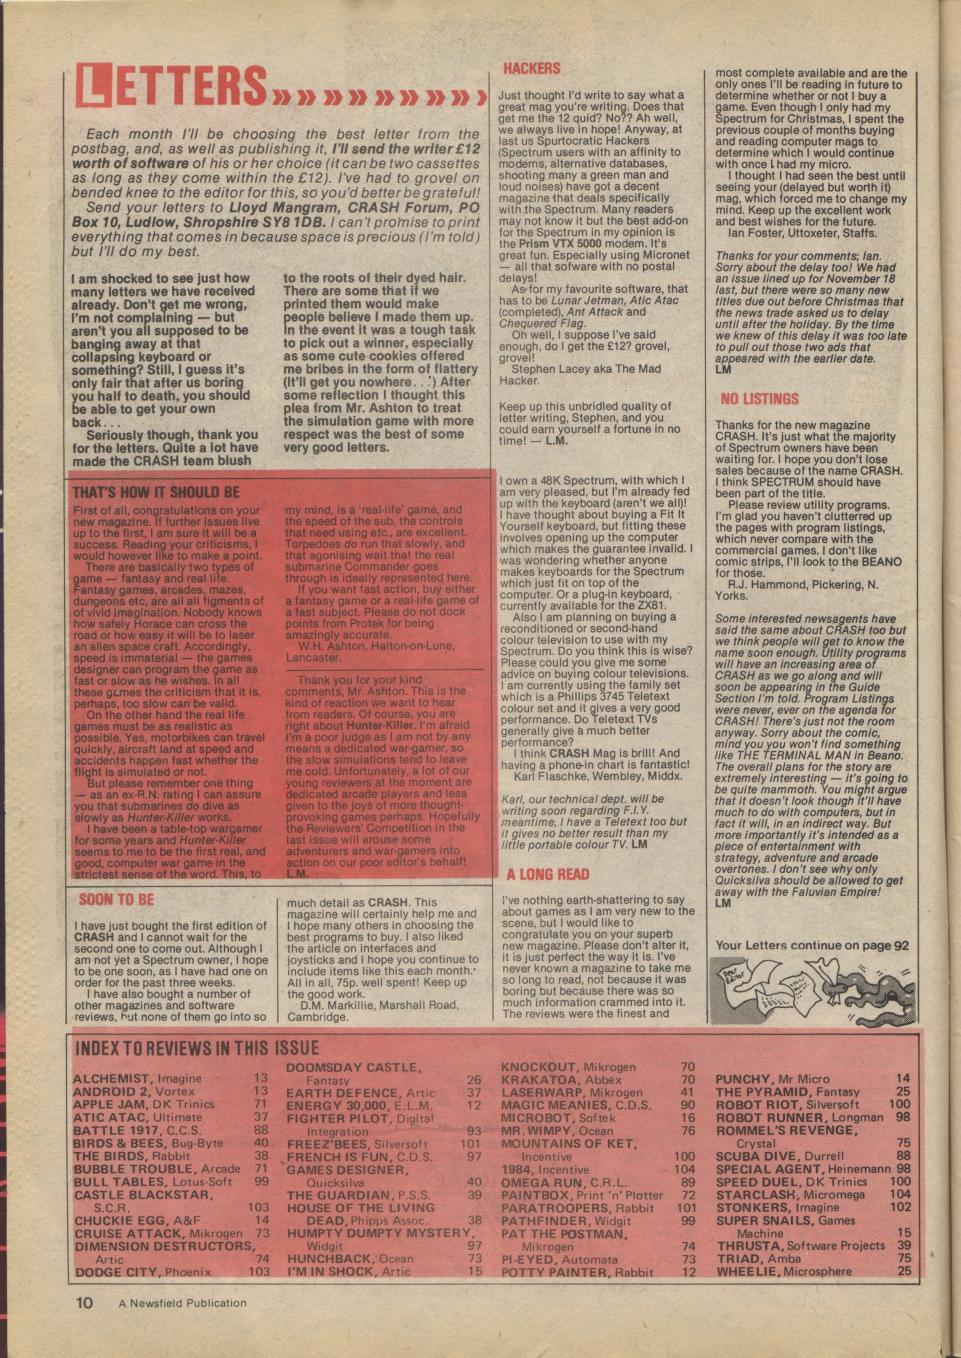 LETTERS
Each month I'll be choosing the best letter from the
postbag, and, as well as publishing it, I'll send the writer £12
worth of software of his or her choice (it can be two cassettes
as long as they come within the £12). I've had to grovel on
bended knee to the editor for this, so you'd better be grateful!
Send your letters to Lloyd Mangram, CRASH Forum, PO
Box 10, Ludlow, Shropshire SY8 1DB. I can't promise to print
everything that comes in because space is precious (I'm told)
but I'll do my best.
I am shocked to see just how
many letters we have received
already. Don't get me wrong,
I'm not complaining — but
aren't you all supposed to be
banging away at that
collapsing keyboard or
something? Still, I guess it's
only fair that after us boring
you half to death, you should
be able to get your own
back...
Seriously though, thank you
for the letters. Quite a lot have
made the CRASH team blush
to the roots of their dyed hair.
There are some that if we
printed them would make
people believe I made them up.
In the event it was a tough task
to pick out a winner, especially
as some cute cookies offered
me bribes in the form of flattery
(It'll get you nowhere...) After
some reflection I thought this
plea from Mr. Ashton to treat
the simulation game with more
respect was the best of some
very good letters.
THAT'S HOW IT SHOULD BE
First of all, congratulations on your
new magazine. If further issues live
up to the first, I am sure it will be a
success. Reading your criticisms, I
would however like to make a point.
There are basically two types of
game — fantasy and real life.
Fantasy games, arcades, mazes,
dungeons etc, are all all figments of
of vivid imagination. Nobody knows
how safely Horace can cross the
road or how easy it will be to laser
an alien space craft. Accordingly,
speed is immaterial — the games
designer can program the game as
fast or slow as he wishes. In all
these games the criticism that it is,
perhaps, too slow can be valid.
On the other hand the real life
games must be as realistic as
possible. Yes, motorbikes can travel
quickly, aircraft land at speed and
accidents happen fast whether the
flight is simulated or not.
But please remember one thing
— as an ex-R.N. rating I can assure
you that submarines do dive as
slowly as Hunter-Killer works.
I have been a table-top wargamer
for some years and Hunter-Killer
seems to me to be the first real, and
good, computer war game in the
strictest sense of the word. This, to
my mind, is a 'real-life' game, and
the speed of the sub, the controls
that need using etc., are excellent.
Torpedoes do run that slowly, and
that agonising wait that the real
submarine Commander goes
through is ideally represented here.
If you want fast action, buy either
a fantasy game or a real-life game of
a fast subject. Please do not dock
points from Protek for being
amazingly accurate.
W.H. Ashton, Halton-on-Lune,
Lancaster.
Thank you for your kind
comments, Mr. Ashton. This is the
kind of reaction we want to hear
from readers. Of course, you are
right about Hunter-Killer. I'm afraid
I'm a poor judge as I am not by any
means a dedicated war-gamer, so
the slow simulations tend to leave
me cold. Unfortunately, a lot of our
young reviewers at the moment are
dedicated arcade players and less
given to the joys of more thought-
provoking games perhaps. Hopefully
the Reviewers' Competition in the
last issue will arouse some
adventurers and war-gamers into
action on our poor editor's behalf!
L.M.
SOON TO BE
I have just bought the first edition of
CRASH and I cannot wait for the
second one to come out. Although I
am not yet a Spectrum owner, I hope
to be one soon, as I have had one on
order for the past three weeks.
I have also bought a number of
other magazines and software
reviews, but none of them go into so
much detail as CRASH. This
magazine will certainly help me and
I hope many others in choosing the
best programs to buy. I also liked
the article on interfaces and
joysticks and I hope you continue to
include items like this each month.
All in all, 75p. well spent! Keep up
the good work.
D.M. Markillie, Marshall Road,
Cambridge.
HACKERS
Just thought I'd write to say what a
great mag you're writing. Does that
get me the 12 quid? No?? Ah well,
we always live in hope! Anyway, at
last us Spurtocratic Hackers
(Spectrum users with an affinity to
modems, alternative databases,
shooting many a green man and
loud noises) have got a decent
magazine that deals specifically
with the Spectrum. Many readers
may not know it but the best add-on
for the Spectrum in my opinion is
the Prism VTX 5000 modem. It's
great fun. Especially using Micronet
— all that sofware with no postal
delays!
As for my favourite software, that
has to be Lunar Jetman, Atic Atac
(completed), Ant Attack and
Chequered Flag.
Oh well, I suppose I've said
enough, do I get the £12? grovel,
grovel!
Stephen Lacey aka The Mad
Hacker.
Keep up this unbridled quality of
letter writing, Stephen, and you
could earn yourself a fortune in no
time! — L.M.
I own a 48K Spectrum, with which I
am very pleased, but I'm already fed
up with the keyboard (aren't we all)!
I have thought about buying a Fit It
Yourself keyboard, but fitting these
involves opening up the computer
which makes the guarantee invalid. I
was wondering whether anyone
makes keyboards for the Spectrum
which just fit on top of the
computer. Or a plug-in keyboard,
currently available for the ZX81.
Also I am planning on buying a
reconditioned or second-hand
colour television to use with my
Spectrum. Do you think this is wise?
Please could you give me some
advice on buying colour televisions.
I am currently using the family set
which is a Phillips 3745 Teletext
colour set and it gives a very good
performance. Do Teletext TVs
generally give a much better
performance?
I think CRASH Mag is brill! And
having a phone-in chart is fantastic!
Karl Flaschke, Wembley, Middx.
Karl, our technical dept. will be
writing soon regarding F.I.Y.
meantime, I have a Teletext too but
it gives no better result than my
little portable colour TV. LM
A LONG READ
I've nothing earth-shattering to say
about games as I am very new to the
scene, but I would like to
congratulate you on your superb
new magazine. Please don't alter it,
it is just perfect the way it is. I've
never known a magazine to take me
so long to read, not because it was
boring but because there was so
much information crammed into it.
The reviews were the finest and
most complete available and are the
only ones I'll be reading in future to
determine whether or not I buy a
game. Even though I only had my
Spectrum for Christmas, I spent the
previous couple of months buying
and reading computer mags to
determine which I would continue
with once I had my micro.
I thought I had seen the best until
seeing your (delayed but worth it)
mag, which forced me to change my
mind. Keep up the excellent work
and best wishes for the future.
Ian Foster, Uttoxeter, Staffs.
Thanks for your comments; Ian.
Sorry about the delay too! We had
an issue lined up for November 18
last, but there were so many new
titles due out before Christmas that
the news trade asked us to delay
until after the holiday. By the time
we knew of this delay it was too late
to pull out those two ads that
appeared with the earlier date.
LM
NO LISTINGS
Thanks for the new magazine
CRASH. It's just what the majority
of Spectrum owners have been
waiting for. I hope you don't lose
sales because of the name CRASH.
I think SPECTRUM should have
been part of the title.
Please review utility programs.
I'm glad you haven't cluttered up
the pages with program listings,
which never compare with the
commercial games. I don't like
comic strips, I'll look to the BEANO
for those.
R.J. Hammond, Pickering, N.
Yorks.
Some interested newsagents have
said the same about CRASH too but
we think people will get to know the
name soon enough. Utility programs
will have an increasing area of
CRASH as we go along and will
soon be appearing in the Guide
Section I'm told. Program Listings
were never, ever on the agenda for
CRASH! There's just not the room
anyway. Sorry about the comic,
mind you you won't find something
like THE TERMINAL MAN in Beano.
The overall plans for the story are
extremely interesting — it's going to
be quite mammoth. You might argue
that it doesn't look though it'll have
much to do with computers, but in
fact it will, in an indirect way. But
more importantly it's intended as a
piece of entertainment with
strategy, adventure and arcade
overtones. I don't see why only
Quicksilva should be allowed to get
away with the Faluvian Empire!
LM
Your Letters continue on page 92
Dear
Editor
INDEX TO REVIEWS IN THIS ISSUE
ALCHEMIST, Imagine 13
ANDROID 2, Vortex 13
APPLE JAM, DK Trinics 71
ATIC ATAC, Ultimate 37
BATTLE 1917, C.C.S. 88
BIRDS & BEES, Bug-Byte 40
THE BIRDS, Rabbit 38
BUBBLE TROUBLE, Arcade 71
BULL TABLES, Lotus-Soft 99
CASTLE BLACKSTAR,
S.C.R. 103
CHUCKIE EGG, A&F 14
CRUISE ATTACK, Mikrogen 73
DIMENSION DESTRUCTORS,
Artic 74
DODGE CITY, Phoenix 103
DOOMSDAY CASTLE,
Fantasy 26
EARTH DEFENCE, Artic 37
ENERGY 30,000, E.L.M. 12
FIGHTER PILOT, Digital
Integration 93
FREEZ'BEES, Silversoft 101
FRENCH IS FUN, C.D.S. 97
GAMES DESIGNER,
Quicksilva 40
THE GUARDIAN, P.S.S. 39
HOUSE OF THE LIVING
DEAD, Phipps Assoc. 38
HUMPTY DUMPTY MYSTERY,
Widgit 97
HUNCHBACK, Ocean 73
I'M IN SHOCK, Artic 15
KNOCKOUT, Mikrogen 70
KRAKATOA, Abbex 70
LASERWARP, Mikrogen 41
MAGIC MEANIES, C.D.S. 90
MICROBOT, Softek 16
MR, WIMPY, Ocean 76
MOUNTAINS OF KET,
Incentive 100
1984, Incentive 104
OMEGA RUN, C.R.L. 89
PAINTBOX, Print 'n' Plotter 72
PARATROOPERS, Rabbit 101
PATHFINDER, Widgit 99
PAT THE POSTMAN,
Mikrogen 74
PI-EYED, Automata 73
POTTY PAINTER, Rabbit 12
PUNCHY, Mr Micro 14
THE PYRAMID, Fantasy 25
ROBOT RIOT, Silversoft 100
ROBOT RUNNER, Longman 98
ROMMEL'S REVENGE,
Crystal 75
SCUBA DIVE, Durrell 88
SPECIAL AGENT, Heinemann 98
SPEED DUEL, DK Trinics 100
STARCLASH, Micromega 104
STONKERS, Imagine 102
SUPER SNAILS, Games
Machine 15
THRUSTA, Software Projects 39
TRIAD, Amba 75
WHEELIE, Microsphere 25
10 A Newsfield Publication